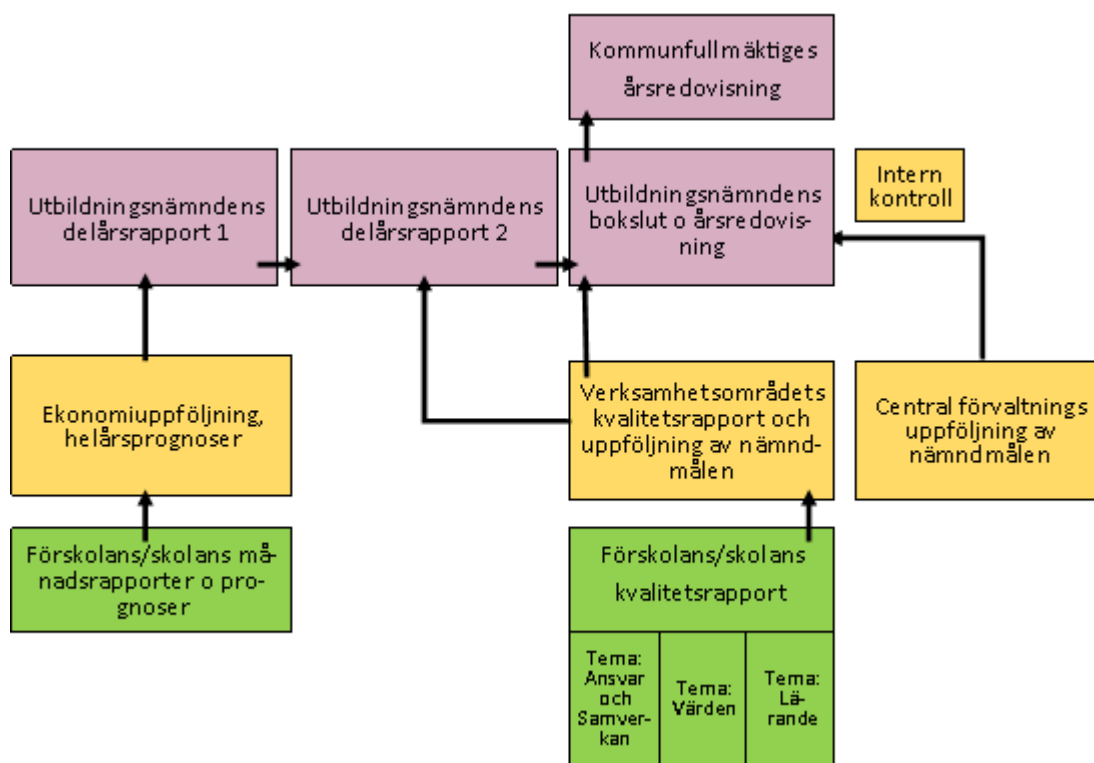 Kommunfullmäktiges
årsredovisning
Utbildningsnämndens
delårsrapport 1
Utbildningsnämndens
delårsrapport 2
Utbildningsnämndens
bokslut o årsredovis-
ning
Intern
kontroll
Ekonomiuppföljning,
helårsprognoser
Verksamhetsområdets
kvalitetsrapport och
uppföljning av nämnd-
målen
Central förvaltnings
uppföljning av
nämndmålen
Förskolans/skolans må-
nadsrapporter o pro-
gnoser
Förskolans/skolans
kvalitetsrapport
Tema:
Ansvar
och
Samver-
kan
Tema:
Värden
Tema:
Lä-
rande